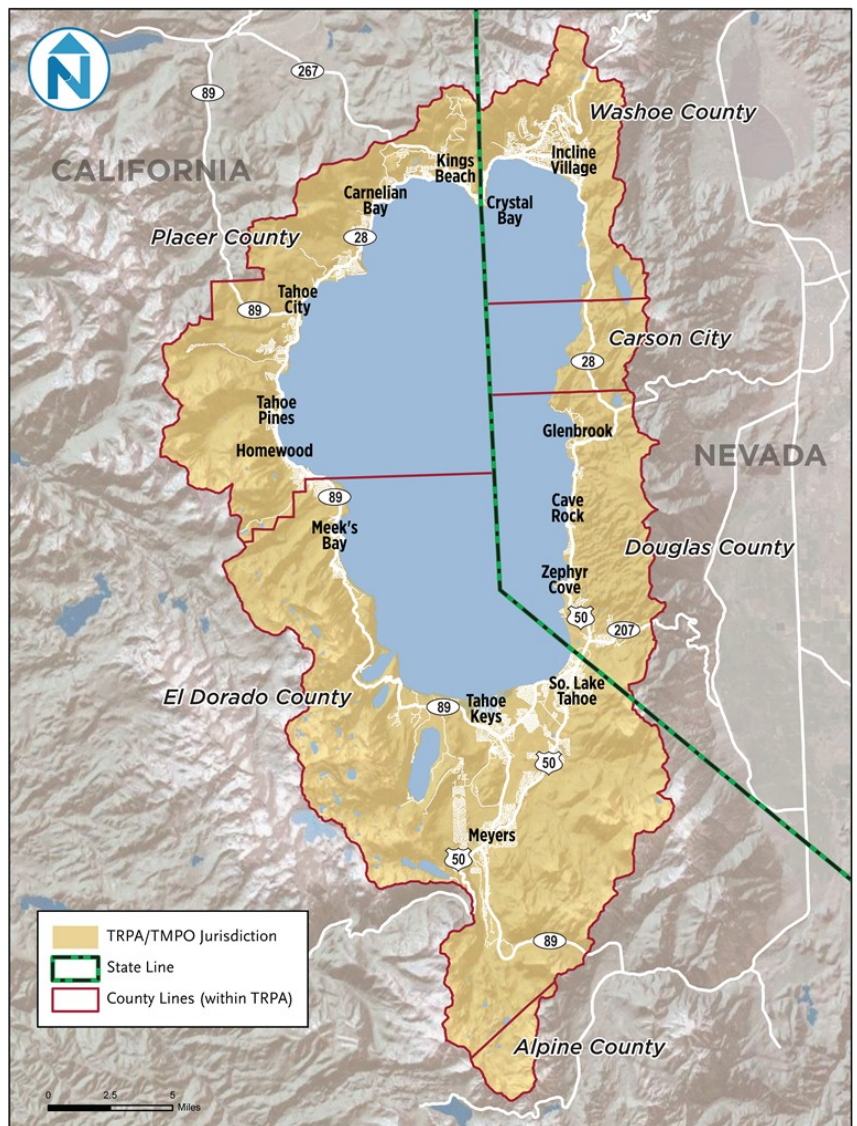 N
267
89
Washoe County
CALIFORNIA
Kings
Beach
Incline
Village
Carnelian
Bay
Crystal
Bay
Placer County
28
Tahoe
City
89
Carson City
28
Tahoe
Pines
Glenbrook
Homewood
NEVADA
89
Cave
Rock
Meek's
Bay
Douglas County
Zephyr
Cove
50
207
El Dorado County
So. Lake
Tahoe
89
Tahoe
Keys
50
Meyers
50
TRPA/TMPO Jurisdiction
State Line
County Lines (within TRPA)
89
Alpine County
0
2.5
5
Miles